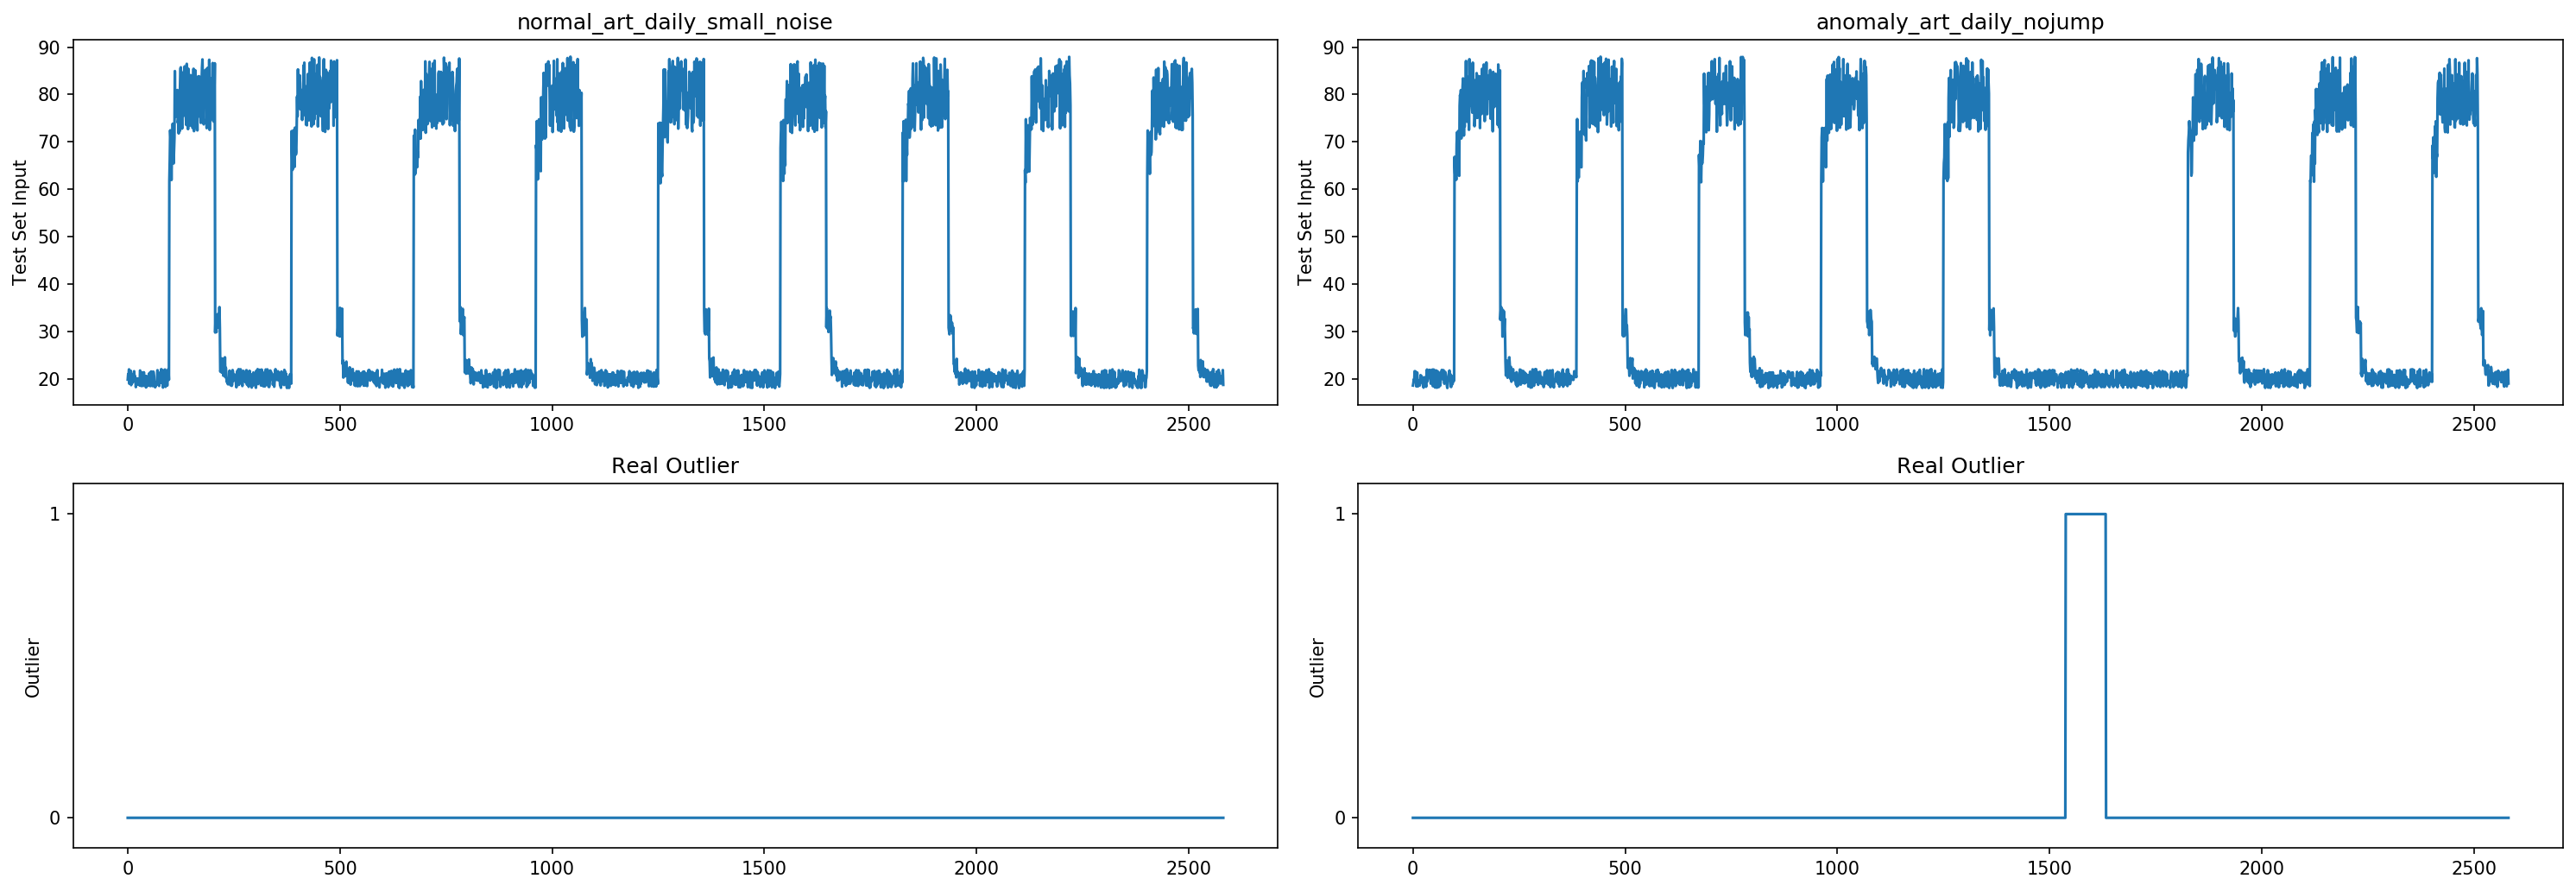 normal_art_daily_small_noise
Test Set Input
90
80
70
60
50
40
30
20
0 500 1000 1500 2000 2500
anomaly_art_daily_nojump
Test Set Input
90
80
70
60
50
40
30
20
0 500 1000 1500 2000 2500
Real Outlier
Outlier
1
0
0 500 1000 1500 2000 2500
Real Outlier
Outlier
1
0
0 500 1000 1500 2000 2500